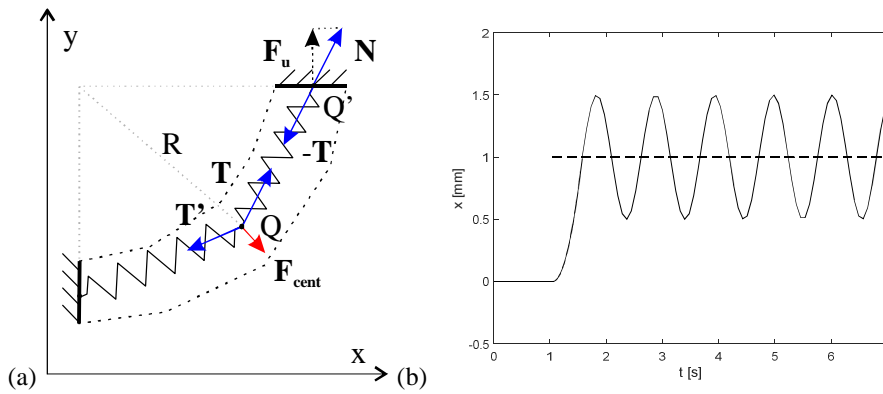 y
F_u
N
Q'
R
-T
T
T'
Q
F_cent
x
(a)
(b)
2
1.5
1
0.5
0
-0.5
x [mm]
0 1 2 3 4 5 6
t [s]